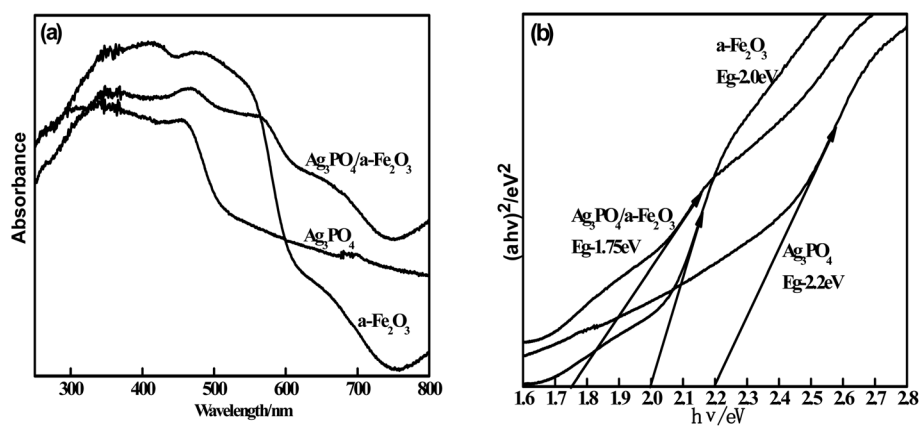 (a)
Absorbance
Ag₃PO₄/a-Fe₂O₃
Ag₃PO₄
a-Fe₂O₃
300 400 500 600 700 800
Wavelength/nm
(b)
(ahν)²/eV²
a-Fe₂O₃
Eg-2.0eV
Ag₃PO₄/a-Fe₂O₃
Eg-1.75eV
Ag₃PO₄
Eg-2.2eV
1.6 1.7 1.8 1.9 2.0 2.1 2.2 2.3 2.4 2.5 2.6 2.7 2.8
hν/eV